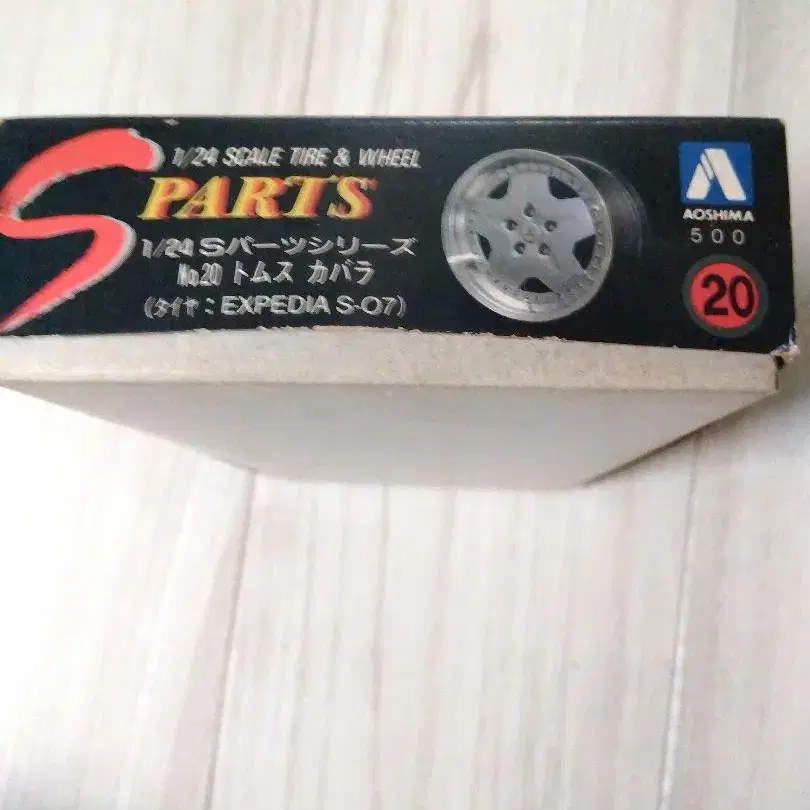 S PARTS
1/24 SCALE TIRE & WHEEL
1/24 Sパーツシリーズ
No.20 トムス カバラ
(タイヤ:EXPEDIA S-07)
AOSHIMA
500
20